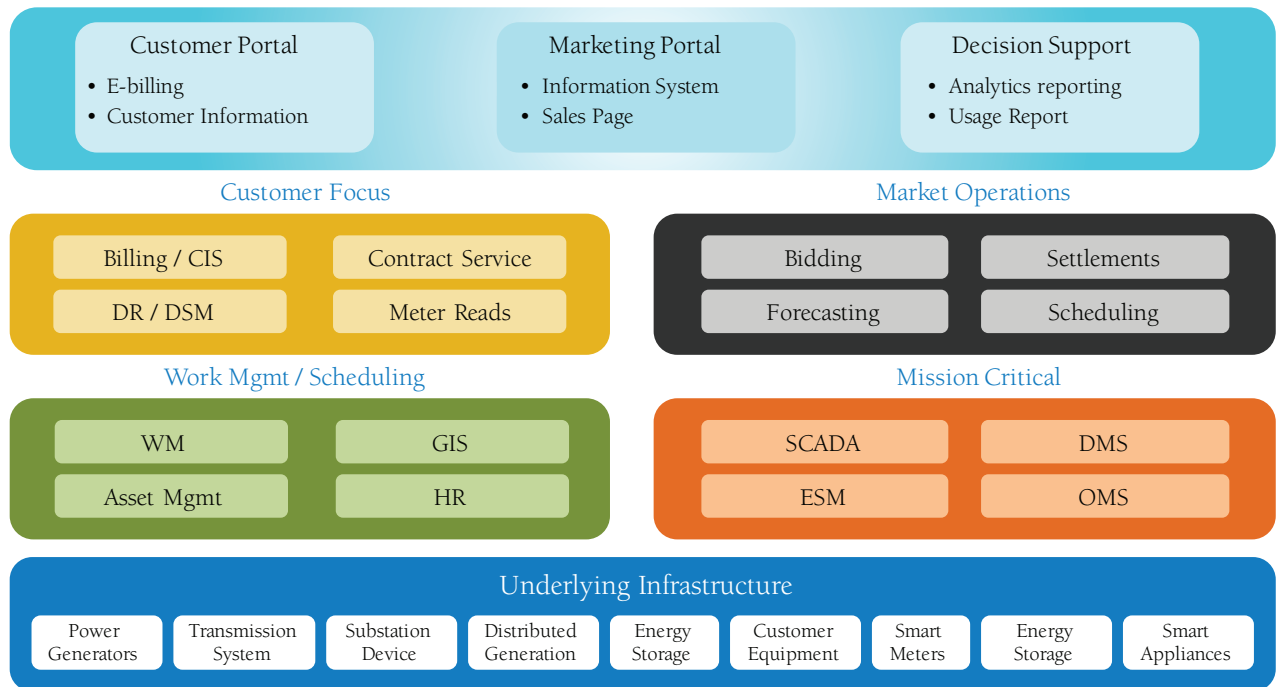 Customer Portal
• E-billing
• Customer Information
Marketing Portal
• Information System
• Sales Page
Decision Support
• Analytics reporting
• Usage Report
Customer Focus
Billing / CIS
Contract Service
DR / DSM
Meter Reads
Market Operations
Bidding
Settlements
Forecasting
Scheduling
Work Mgmt / Scheduling
WM
GIS
Asset Mgmt
HR
Mission Critical
SCADA
DMS
ESM
OMS
Underlying Infrastructure
Power
Generators
Transmission
System
Substation
Device
Distributed
Generation
Energy
Storage
Customer
Equipment
Smart
Meters
Energy
Storage
Smart
Appliances